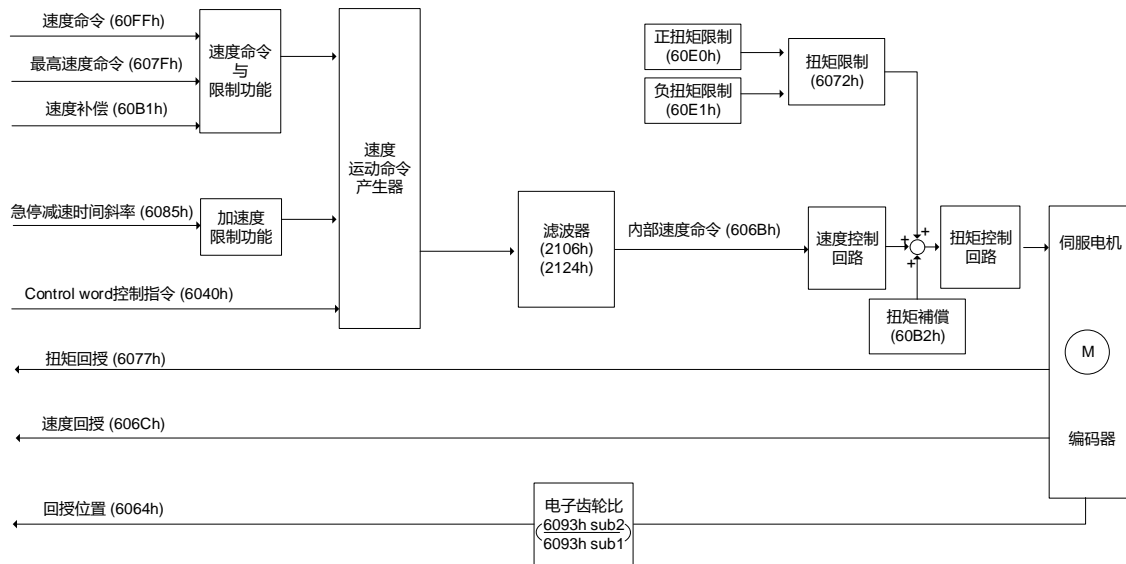 速度命令 (60FFh)
最高速度命令 (607Fh)
速度补偿 (60B1h)
速度命令
与
限制功能
急停减速时间斜率 (6085h)
加速度
限制功能
Control word控制指令 (6040h)
速度
运动命令
产生器
滤波器
(2106h)
(2124h)
内部速度命令 (606Bh)
正扭矩限制
(60E0h)
负扭矩限制
(60E1h)
扭矩限制
(6072h)
速度控制
回路
+
+
+
扭矩補償
(60B2h)
扭矩控制
回路
伺服电机
M
编码器
扭矩回授 (6077h)
速度回授 (606Ch)
回授位置 (6064h)
电子齿轮比
6093h sub2
6093h sub1